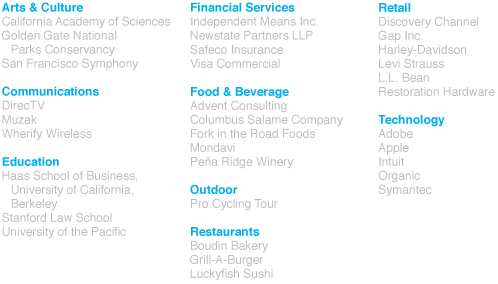 Arts & Culture
California Academy of Sciences
Golden Gate National
Parks Conservancy
San Francisco Symphony
Communications
DirecTV
Muzak
Wherify Wireless
Education
Haas School of Business,
University of California,
Berkeley
Stanford Law School
University of the Pacific
Financial Services
Independent Means Inc.
Newstate Partners LLP
Safeco Insurance
Visa Commercial
Food & Beverage
Advent Consulting
Columbus Salame Company
Fork in the Road Foods
Mondavi
Peña Ridge Winery
Outdoor
Pro Cycling Tour
Restaurants
Boudin Bakery
Grill-A-Burger
Luckyfish Sushi
Retail
Discovery Channel
Gap Inc.
Harley-Davidson
Levi Strauss
L.L. Bean
Restoration Hardware
Technology
Adobe
Apple
Intuit
Organic
Symantec